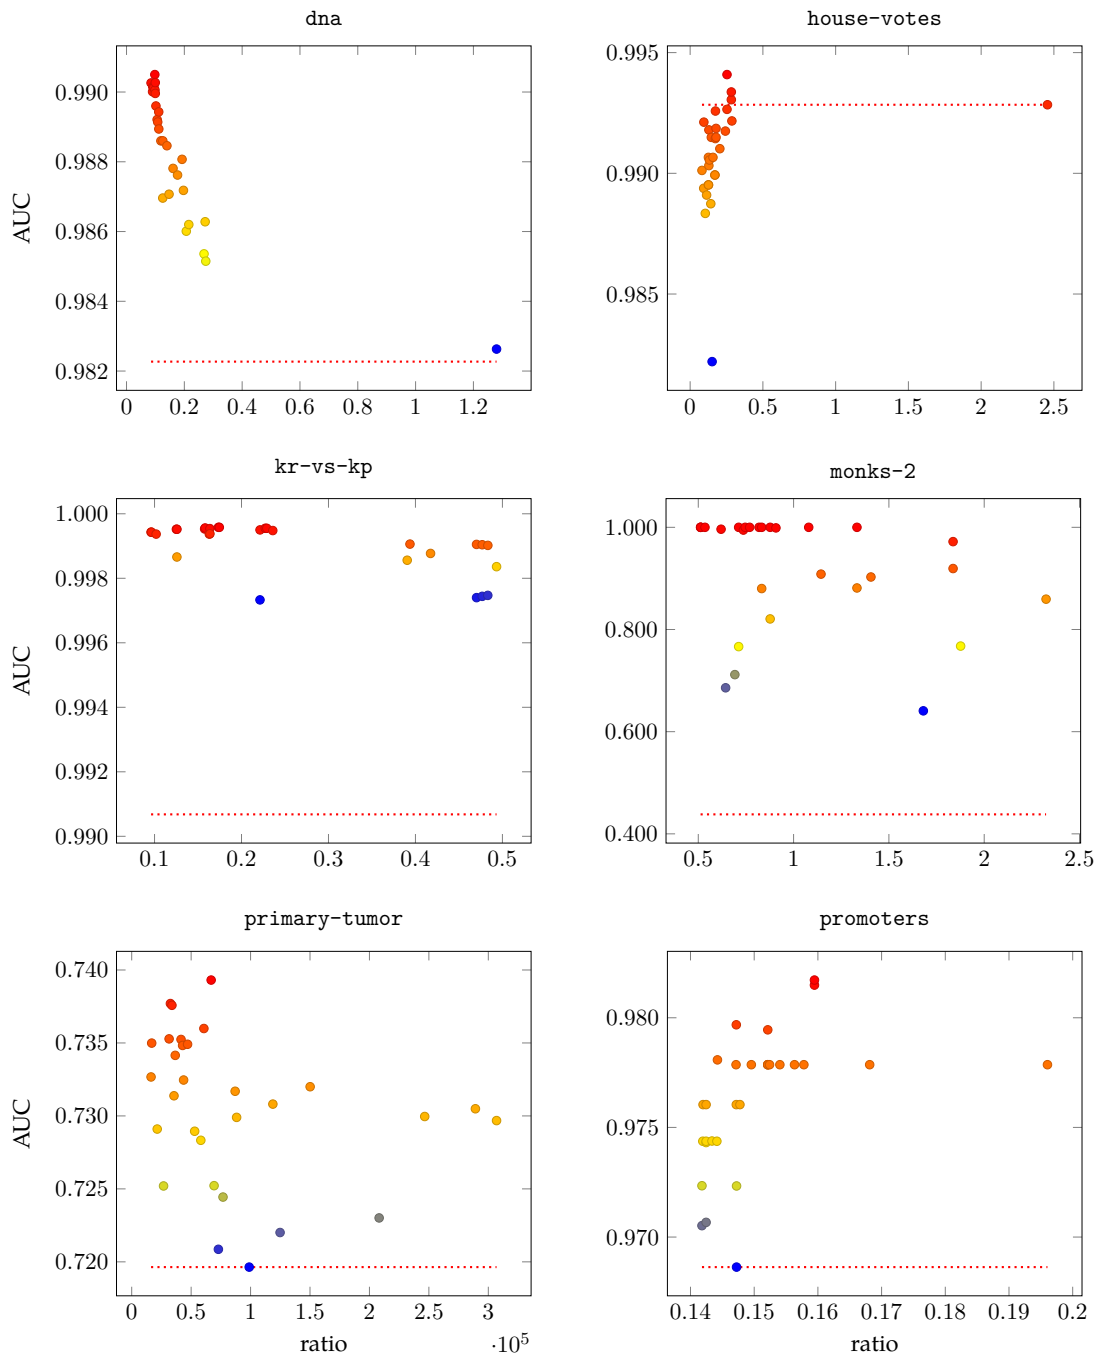 dna
0.990
0.988
0.986
0.984
0.982
AUC
0 0.2 0.4 0.6 0.8 1 1.2
house-votes
0.995
0.990
0.985
0 0.5 1 1.5 2 2.5
kr-vs-kp
1.000
0.998
0.996
0.994
0.992
0.990
AUC
0.1 0.2 0.3 0.4 0.5
monks-2
1.000
0.800
0.600
0.400
0.5 1 1.5 2 2.5
primary-tumor
0.740
0.735
0.730
0.725
0.720
AUC
0 0.5 1 1.5 2 2.5 3
ratio
·10⁵
promoters
0.980
0.975
0.970
0.14 0.15 0.16 0.17 0.18 0.19 0.2
ratio